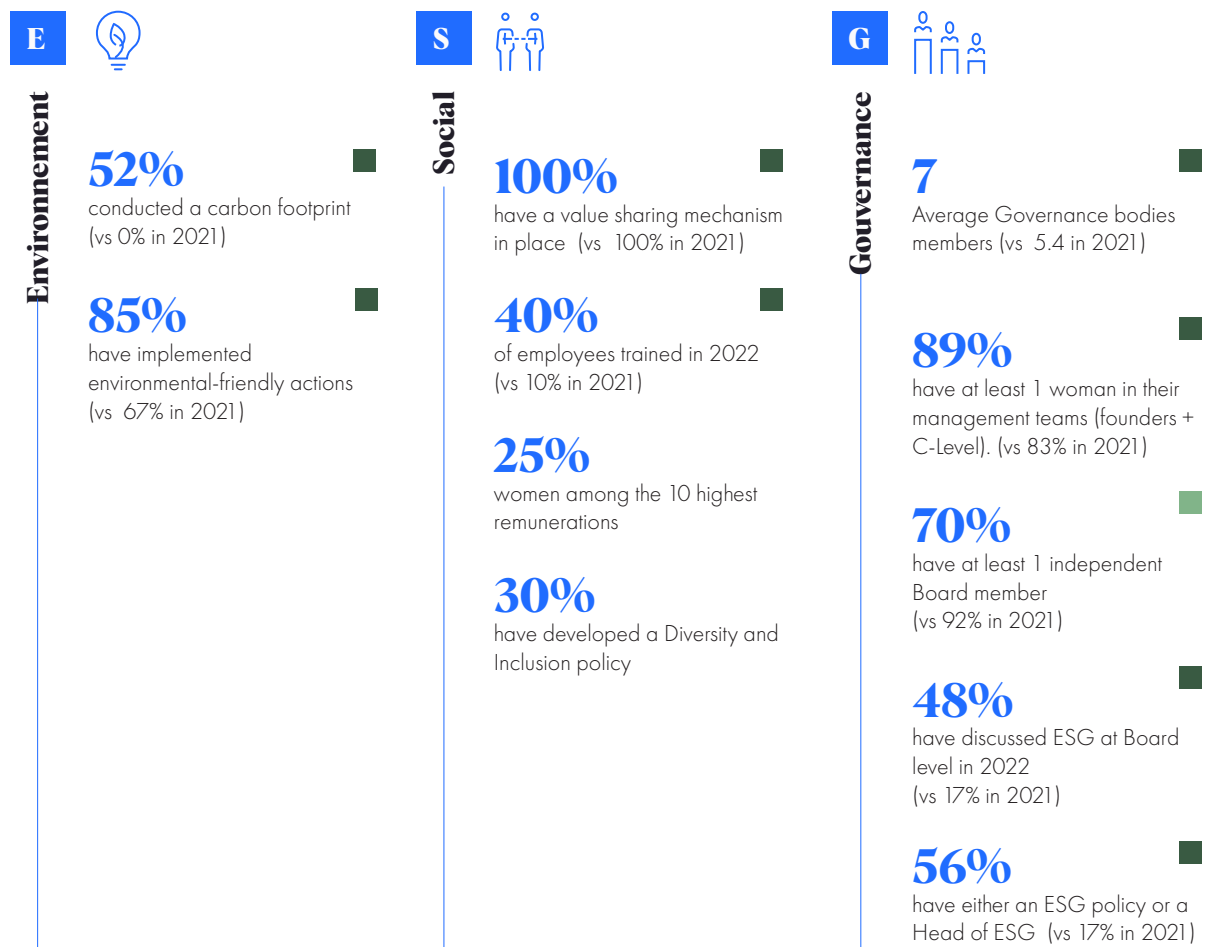 E
Environnement
52%
conducted a carbon footprint
(vs 0% in 2021)
85%
have implemented
environmental-friendly actions
(vs 67% in 2021)
S
Social
100%
have a value sharing mechanism
in place (vs 100% in 2021)
40%
of employees trained in 2022
(vs 10% in 2021)
25%
women among the 10 highest
remunerations
30%
have developed a Diversity and
Inclusion policy
G
Gouvernance
7
Average Governance bodies
members (vs 5.4 in 2021)
89%
have at least 1 woman in their
management teams (founders +
C-Level). (vs 83% in 2021)
70%
have at least 1 independent
Board member
(vs 92% in 2021)
48%
have discussed ESG at Board
level in 2022
(vs 17% in 2021)
56%
have either an ESG policy or a
Head of ESG (vs 17% in 2021)